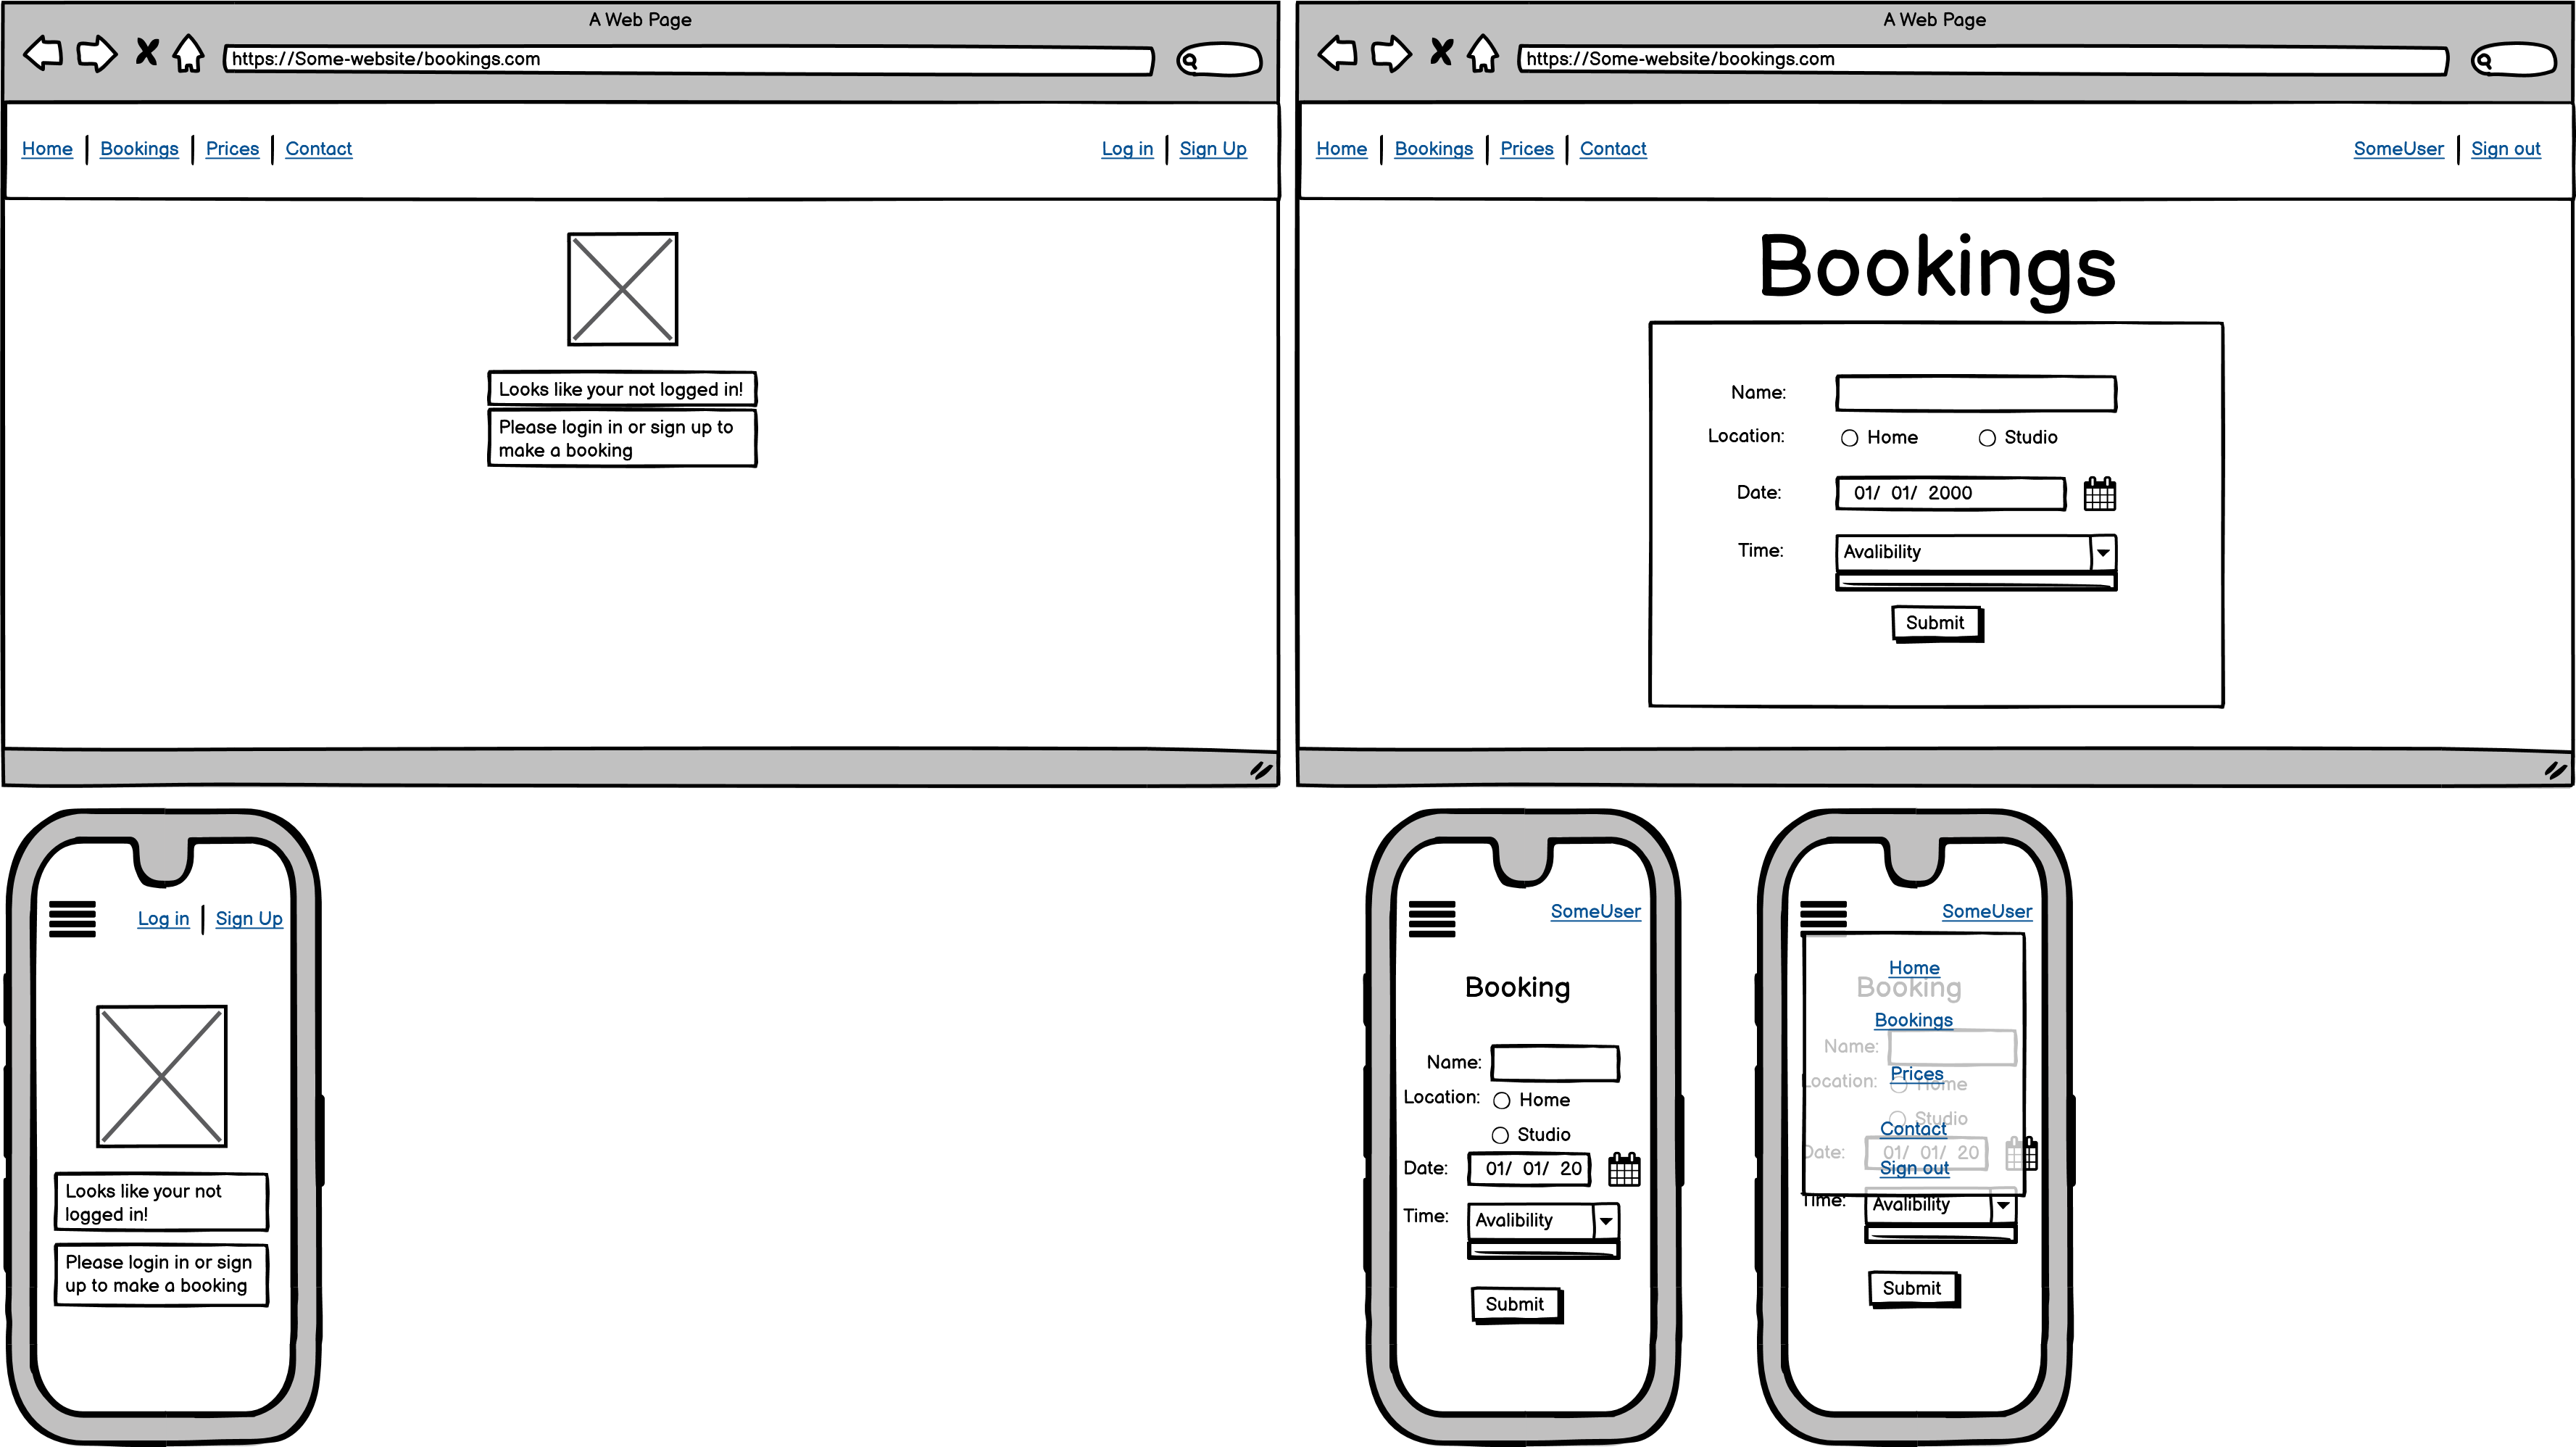 A Web Page
https://Some-website/bookings.com
Home Bookings Prices Contact Log in Sign Up
Looks like your not logged in!
Please login in or sign up to
make a booking
A Web Page
https://Some-website/bookings.com
Home Bookings Prices Contact SomeUser Sign out
Bookings
Name:
Location: Home Studio
Date: 01/ 01/ 2000
Time: Avalibility
Submit
Log in Sign Up
Looks like your not
logged in!
Please login in or sign
up to make a booking
SomeUser
Booking
Name:
Location: Home
Studio
Date: 01/ 01/ 20
Time: Avalibility
Submit
SomeUser
Home
Booking
Bookings
Name:
Prices
Location: Home
Studio
Contact
Date: 01/ 01/ 20
Sign out
Time: Avalibility
Submit